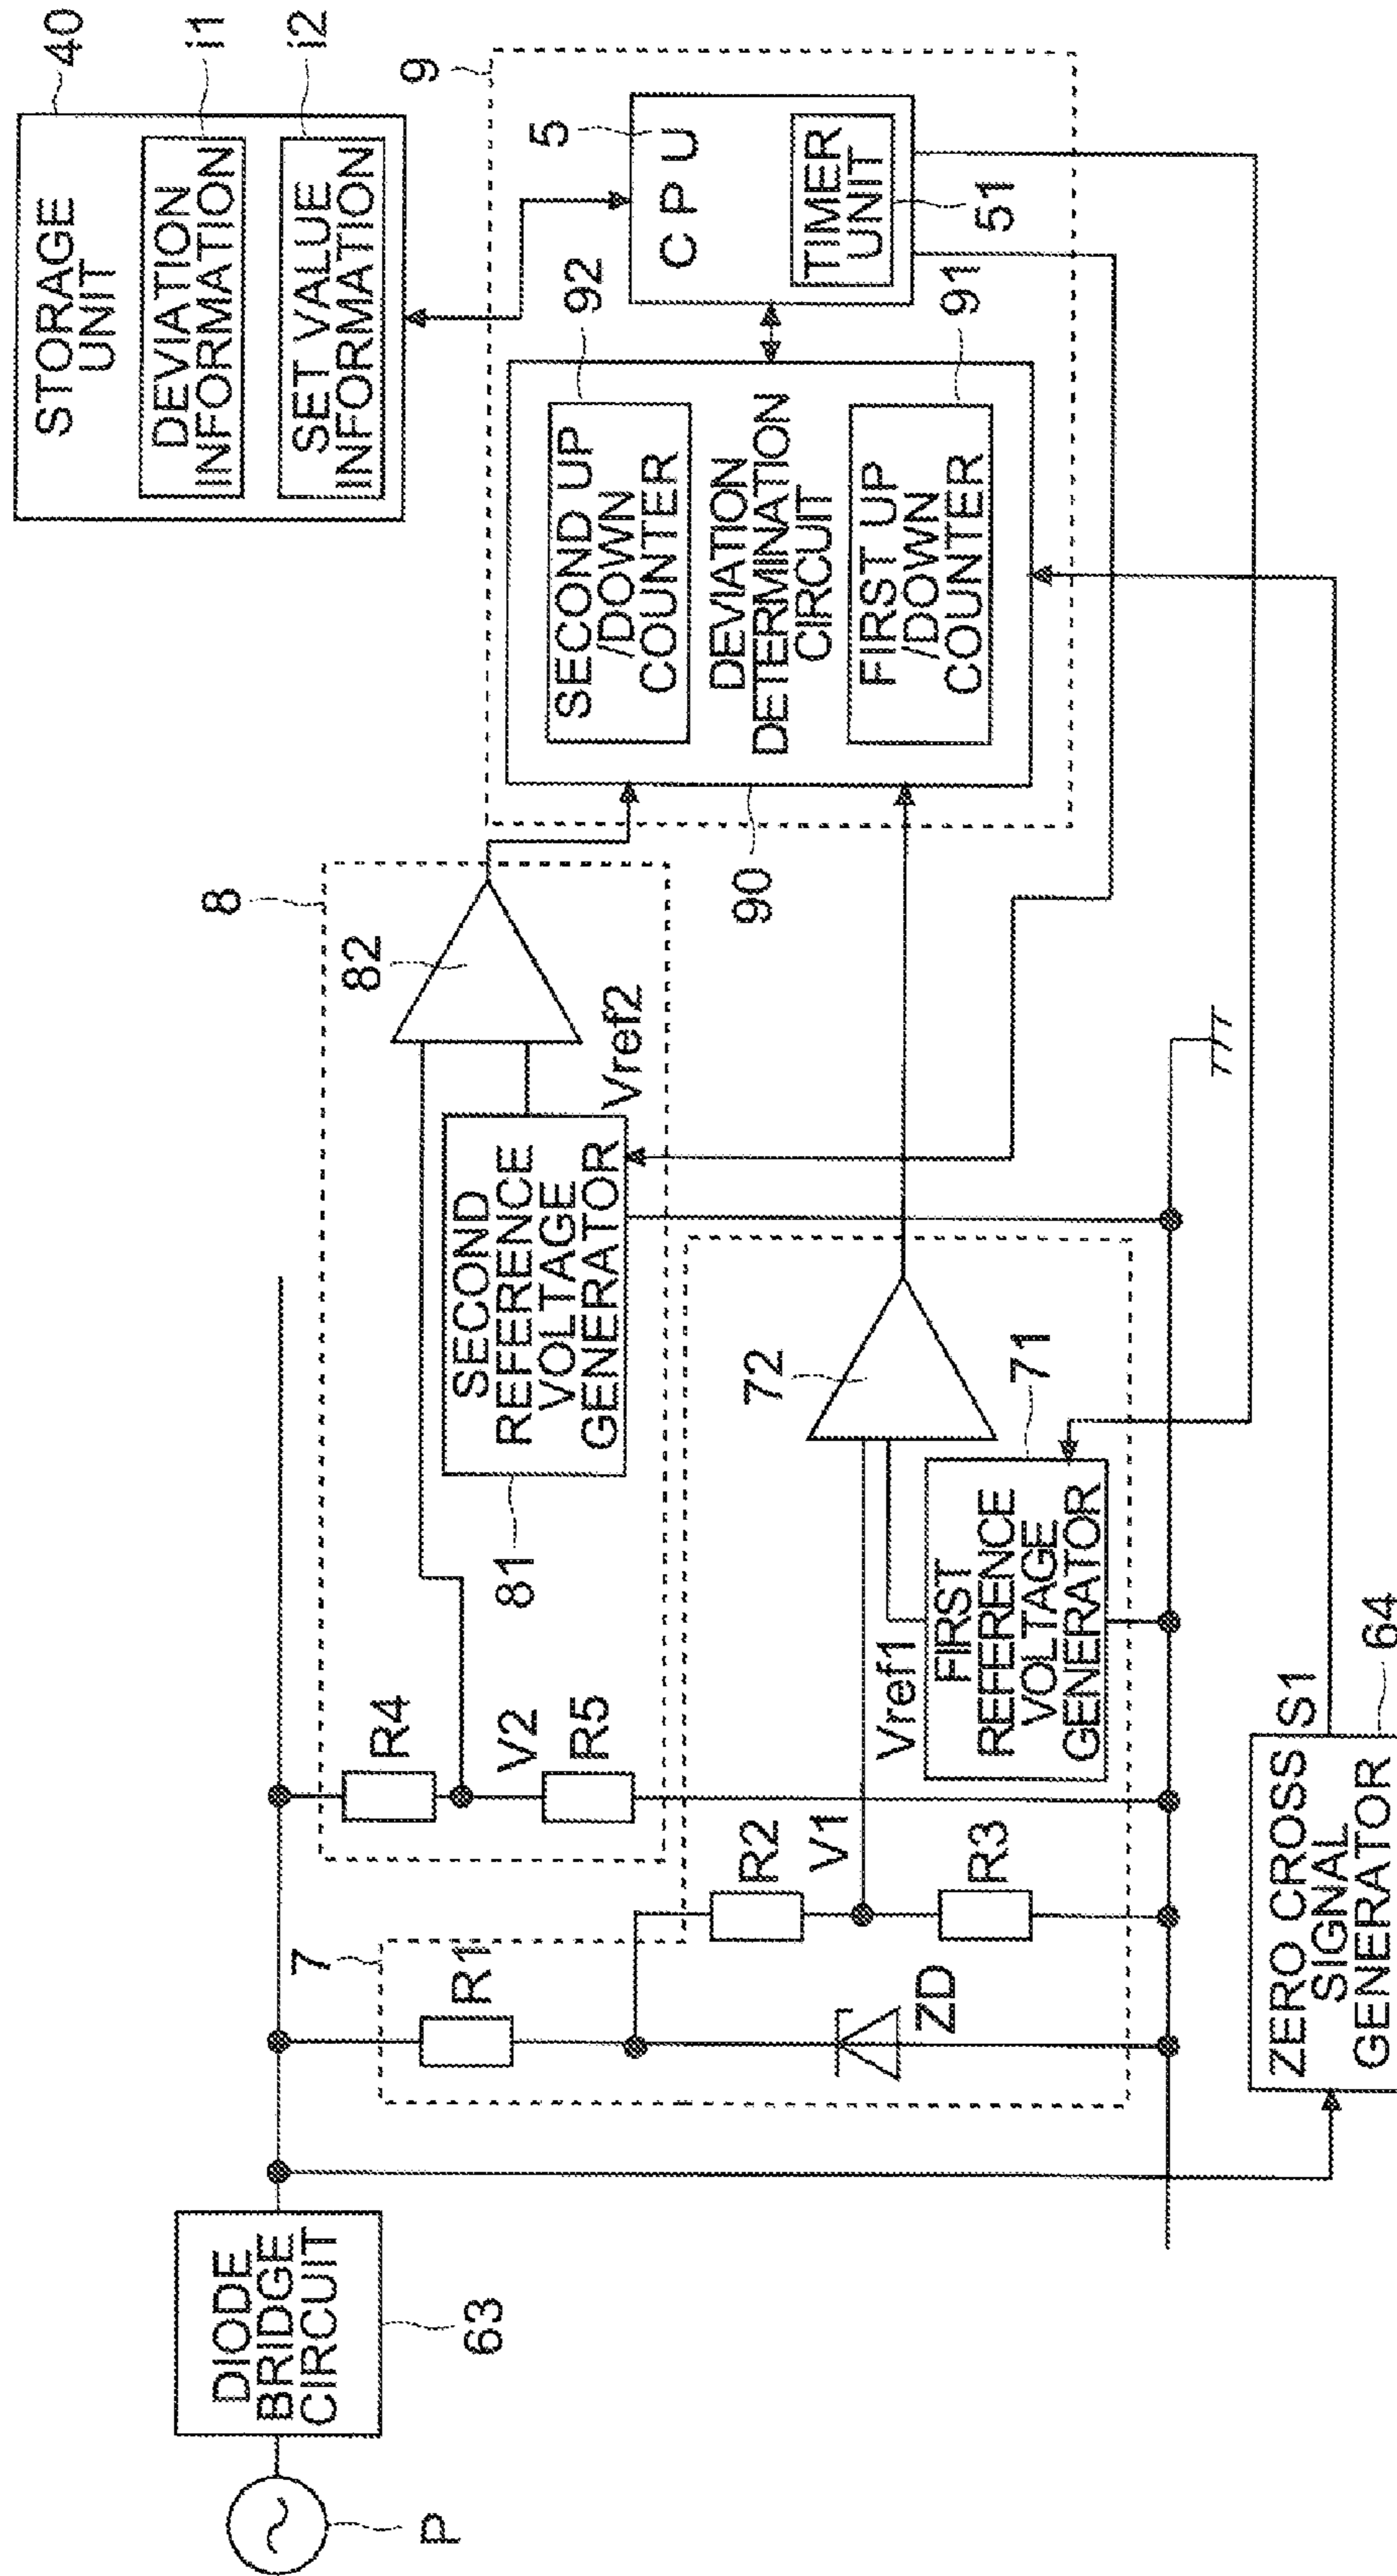 STORAGE
UNIT
40
DEVIATION
INFORMATION
i1
SET VALUE
INFORMATION
i2
9
5
C P U
TIMER
UNIT
51
SECOND UP
/DOWN
COUNTER
92
DEVIATION
DETERMINATION
CIRCUIT
FIRST UP
/DOWN
COUNTER
91
90
8
82
Vref2
SECOND
REFERENCE
VOLTAGE
GENERATOR
81
R4
V2
R5
72
71
Vref1
FIRST
REFERENCE
VOLTAGE
GENERATOR
7
R1
R2
V1
R3
ZD
DIODE
BRIDGE
CIRCUIT
63
P
ZERO CROSS
SIGNAL
GENERATOR
S1
64